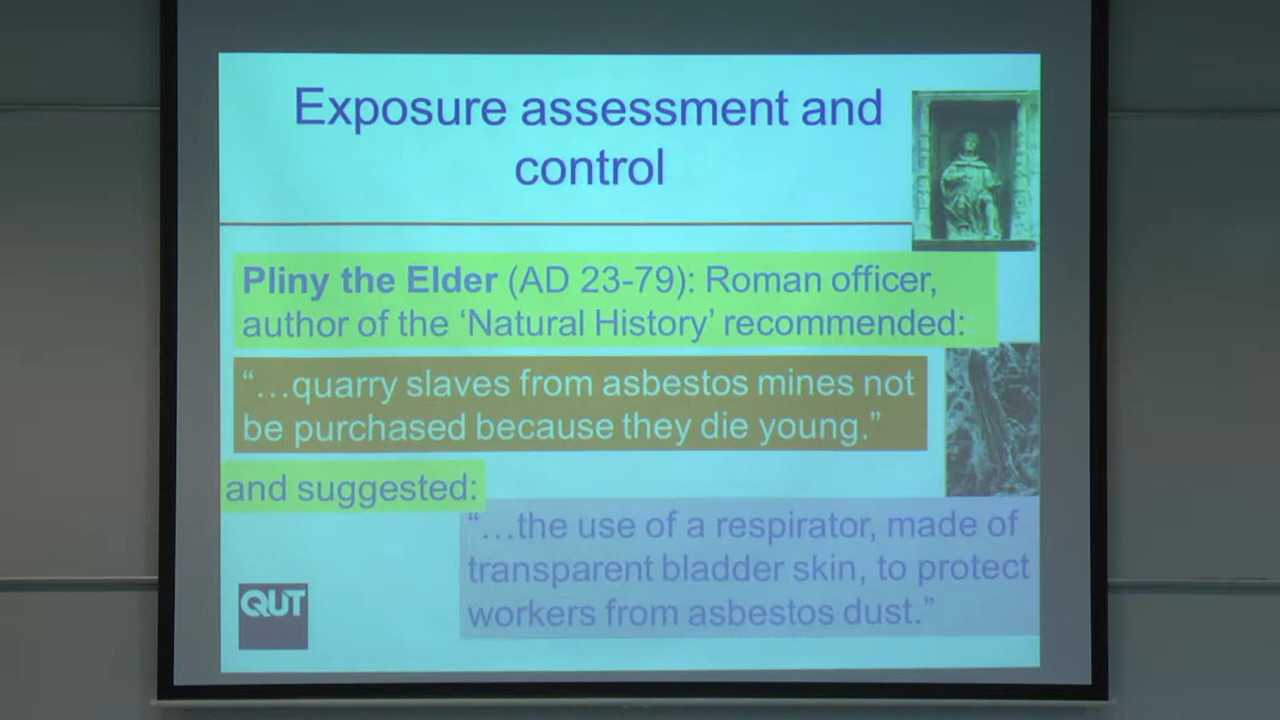 Exposure assessment and
control
Pliny the Elder (AD 23-79): Roman officer,
author of the ‘Natural History’ recommended:
“…quarry slaves from asbestos mines not
be purchased because they die young.”
and suggested:
“…the use of a respirator, made of
transparent bladder skin, to protect
workers from asbestos dust.”
QUT